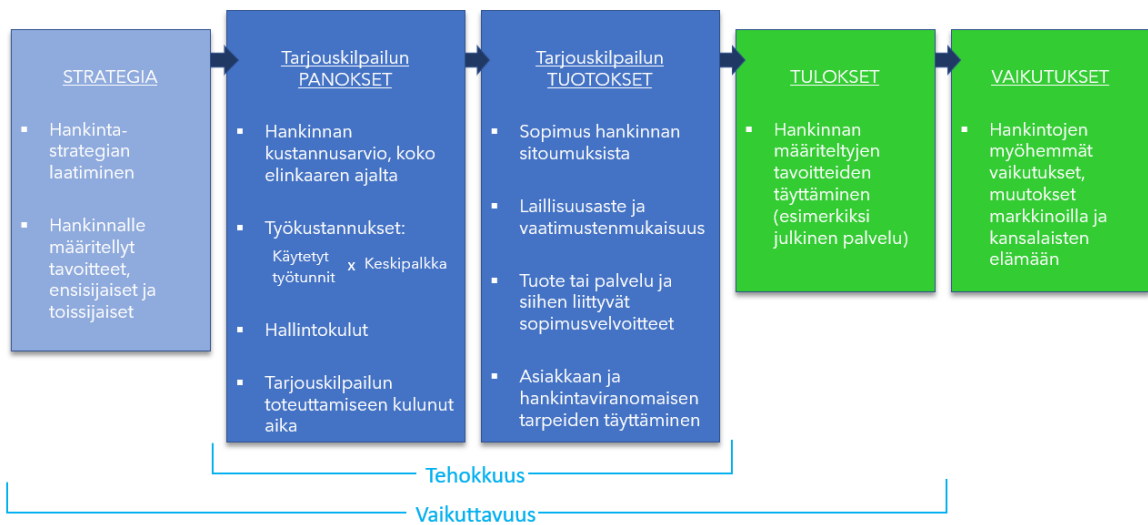 STRATEGIA
▪ Hankinta-
strategian
laatiminen
▪ Hankinnalle
määritellyt
tavoitteet,
ensisijaiset ja
toissijaiset
Tarjouskilpailun
PANOKSET
▪ Hankinnan
kustannusarvio, koko
elinkaaren ajalta
▪ Työkustannukset:
Käytetyt
työtunnit x Keskipalkka
▪ Hallintokulut
▪ Tarjouskilpailun
toteuttamiseen kulunut
aika
Tarjouskilpailun
TUOTOKSET
▪ Sopimus hankinnan
sitoumuksista
▪ Laillisuusaste ja
vaatimustenmukaisuus
▪ Tuote tai palvelu ja
siihen liittyvät
sopimusvelvoitteet
▪ Asiakkaan ja
hankintaviranomaisen
tarpeiden täyttäminen
TULOKSET
▪ Hankinnan
määriteltyjen
tavoitteiden
täyttäminen
(esimerkiksi
julkinen palvelu)
VAIKUTUKSET
▪ Hankintojen
myöhemmät
vaikutukset,
muutokset
markkinoilla ja
kansalaisten
elämään
Tehokkuus
Vaikuttavuus